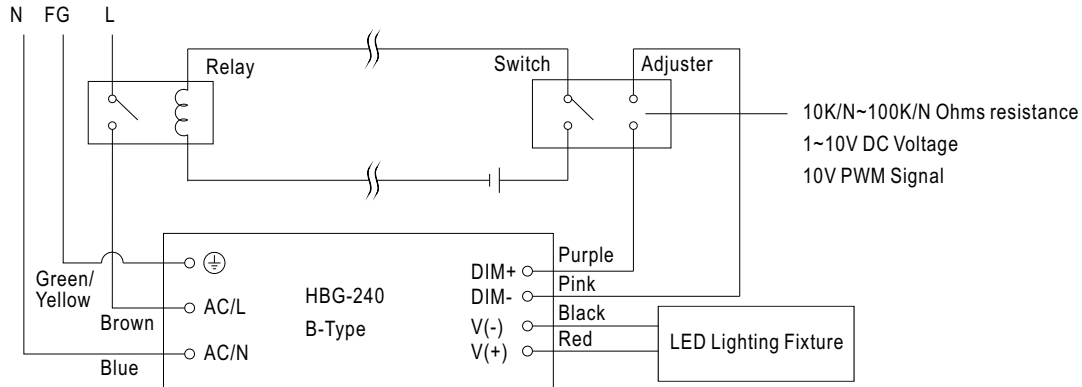 N FG L
Relay
Switch
Adjuster
10K/N~100K/N Ohms resistance
1~10V DC Voltage
10V PWM Signal
Green/
Yellow
Brown
Blue
AC/L
AC/N
HBG-240
B-Type
DIM+
DIM-
V(-)
V(+)
Purple
Pink
Black
Red
LED Lighting Fixture